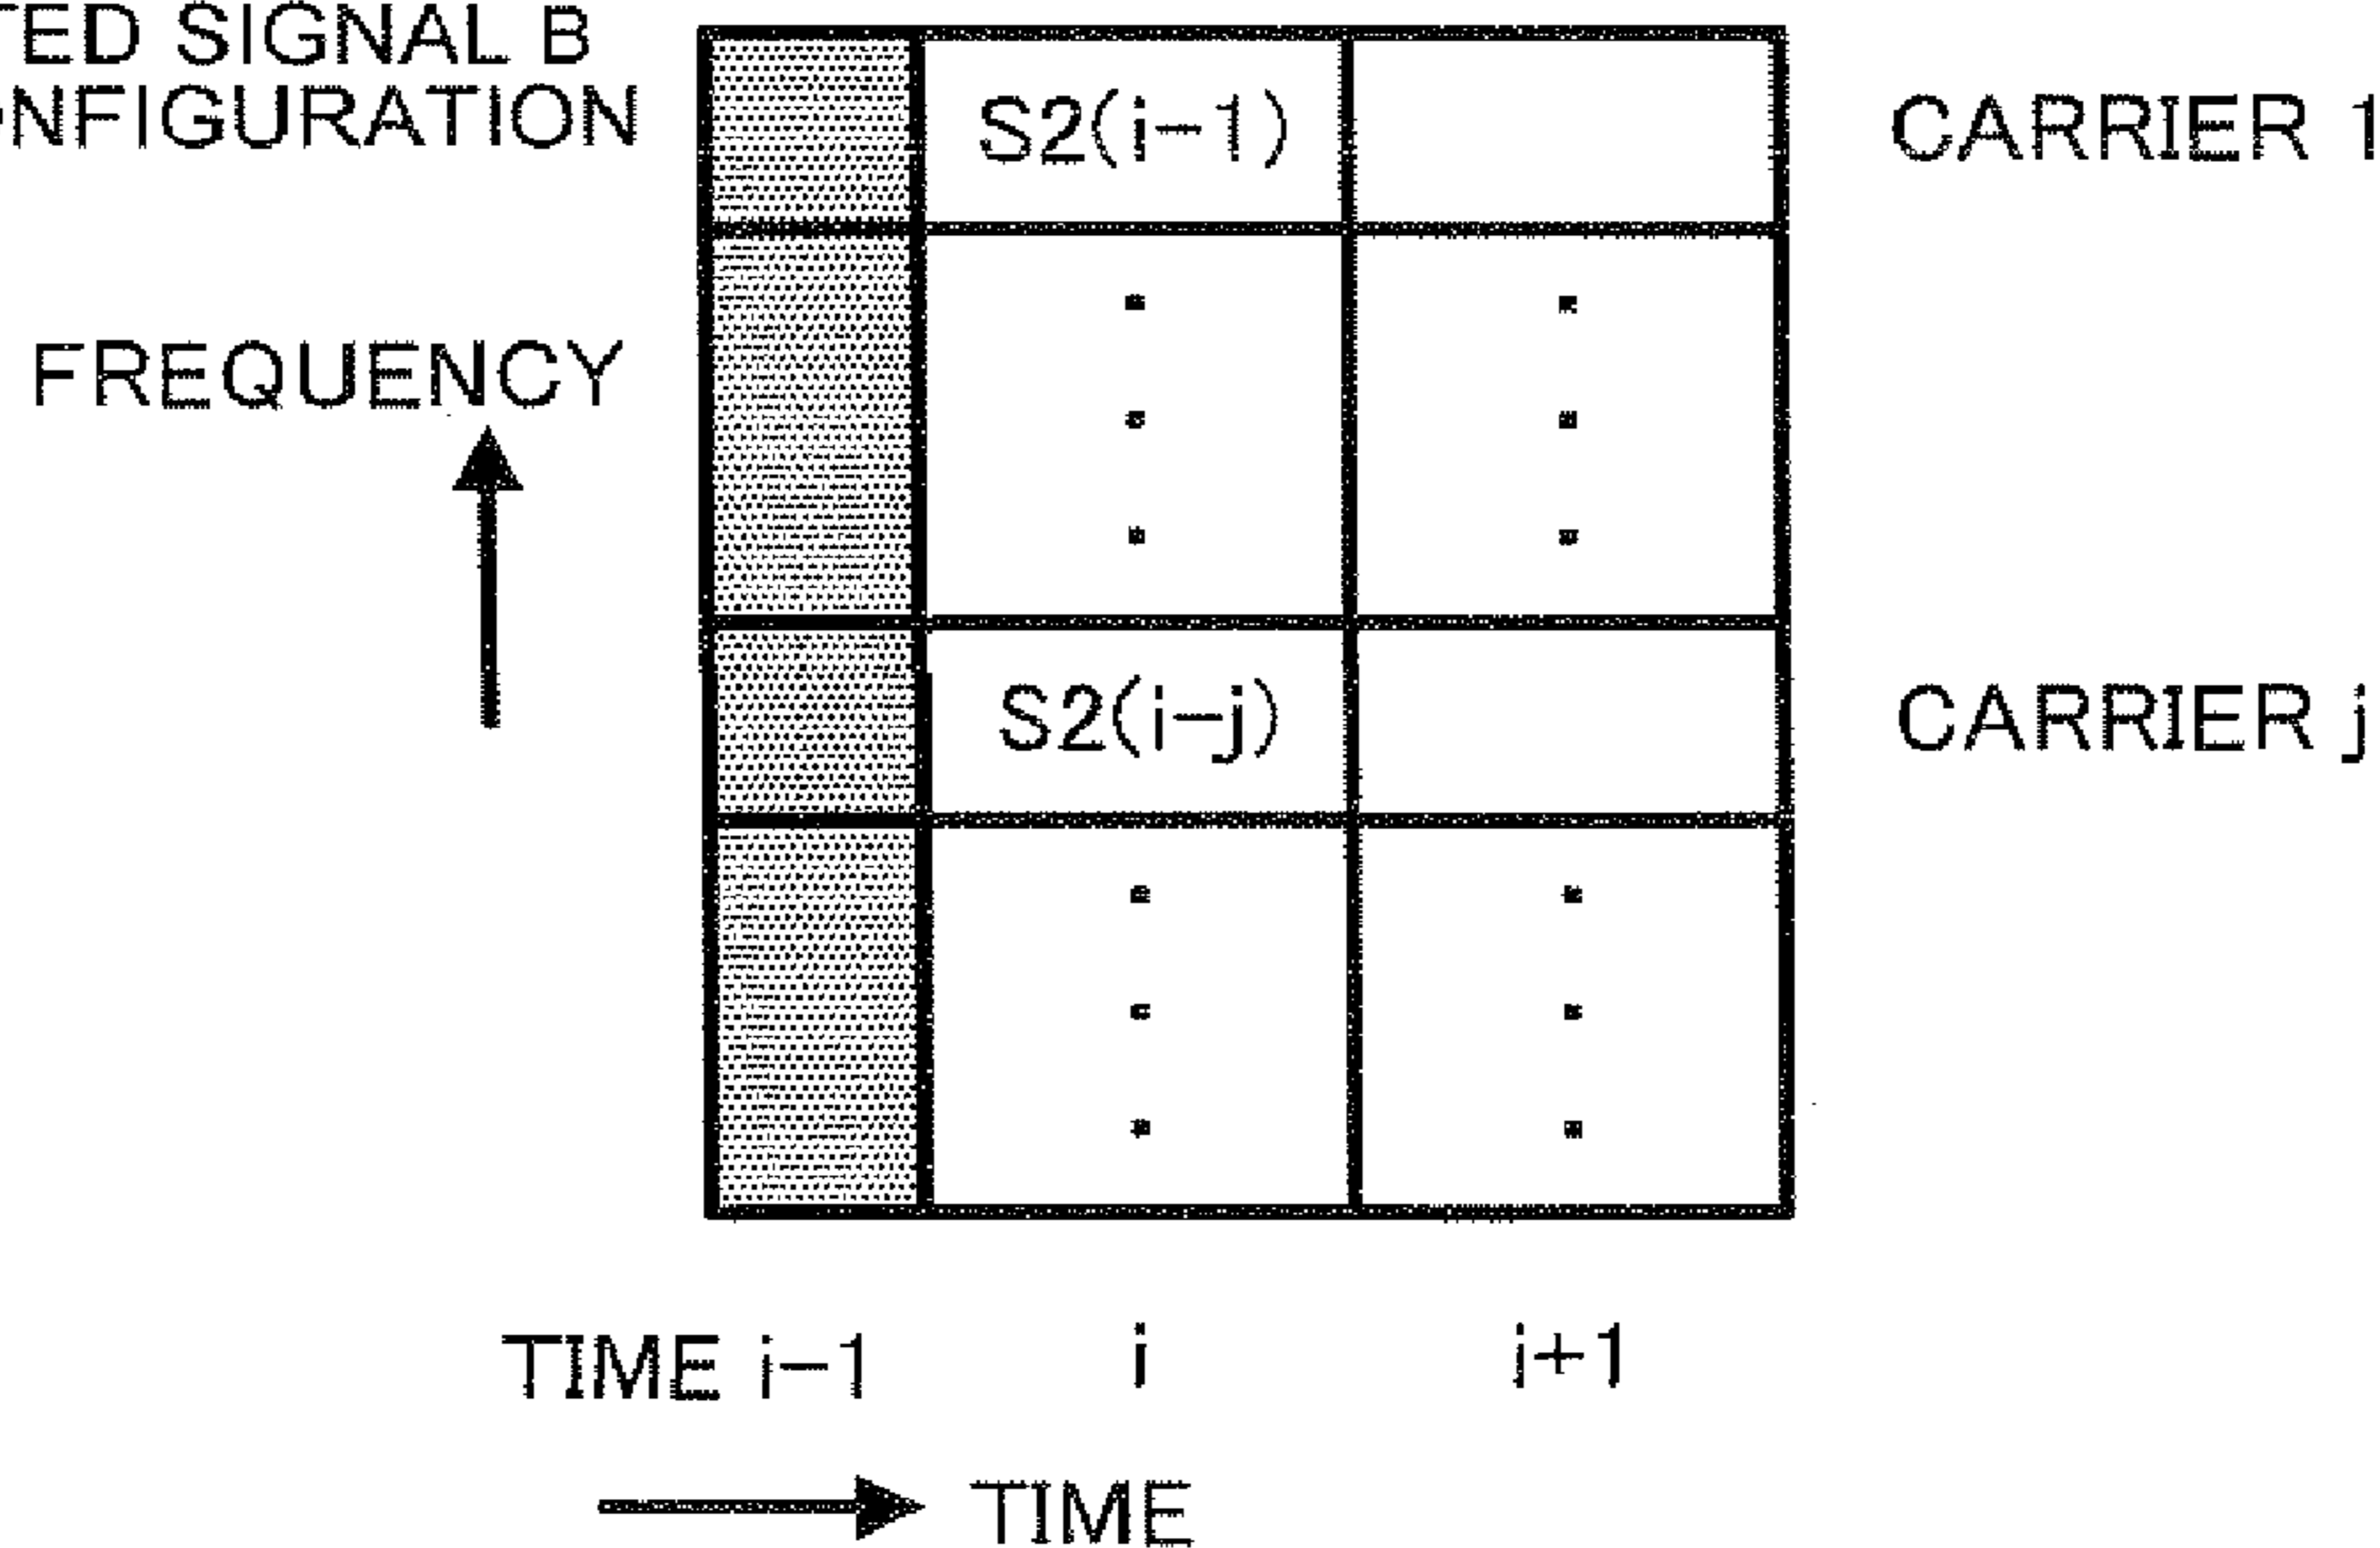 TED SIGNAL B
NFIGURATION
S2(i-1)
CARRIER 1
FREQUENCY
S2(i-j)
CARRIER j
TIME i-1
i
i+1
TIME